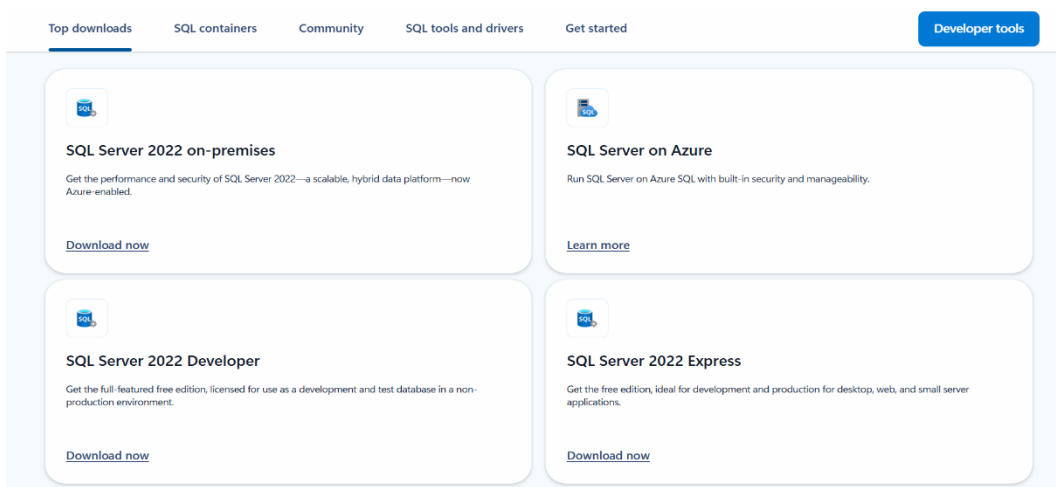 Top downloads SQL containers Community SQL tools and drivers Get started Developer tools
SQL
SQL Server 2022 on-premises
Get the performance and security of SQL Server 2022—a scalable, hybrid data platform—now
Azure-enabled.
Download now
SQL
SQL Server on Azure
Run SQL Server on Azure SQL with built-in security and manageability.
Learn more
SQL
SQL Server 2022 Developer
Get the full-featured free edition, licensed for use as a development and test database in a non-
production environment.
Download now
SQL
SQL Server 2022 Express
Get the free edition, ideal for development and production for desktop, web, and small server
applications.
Download now